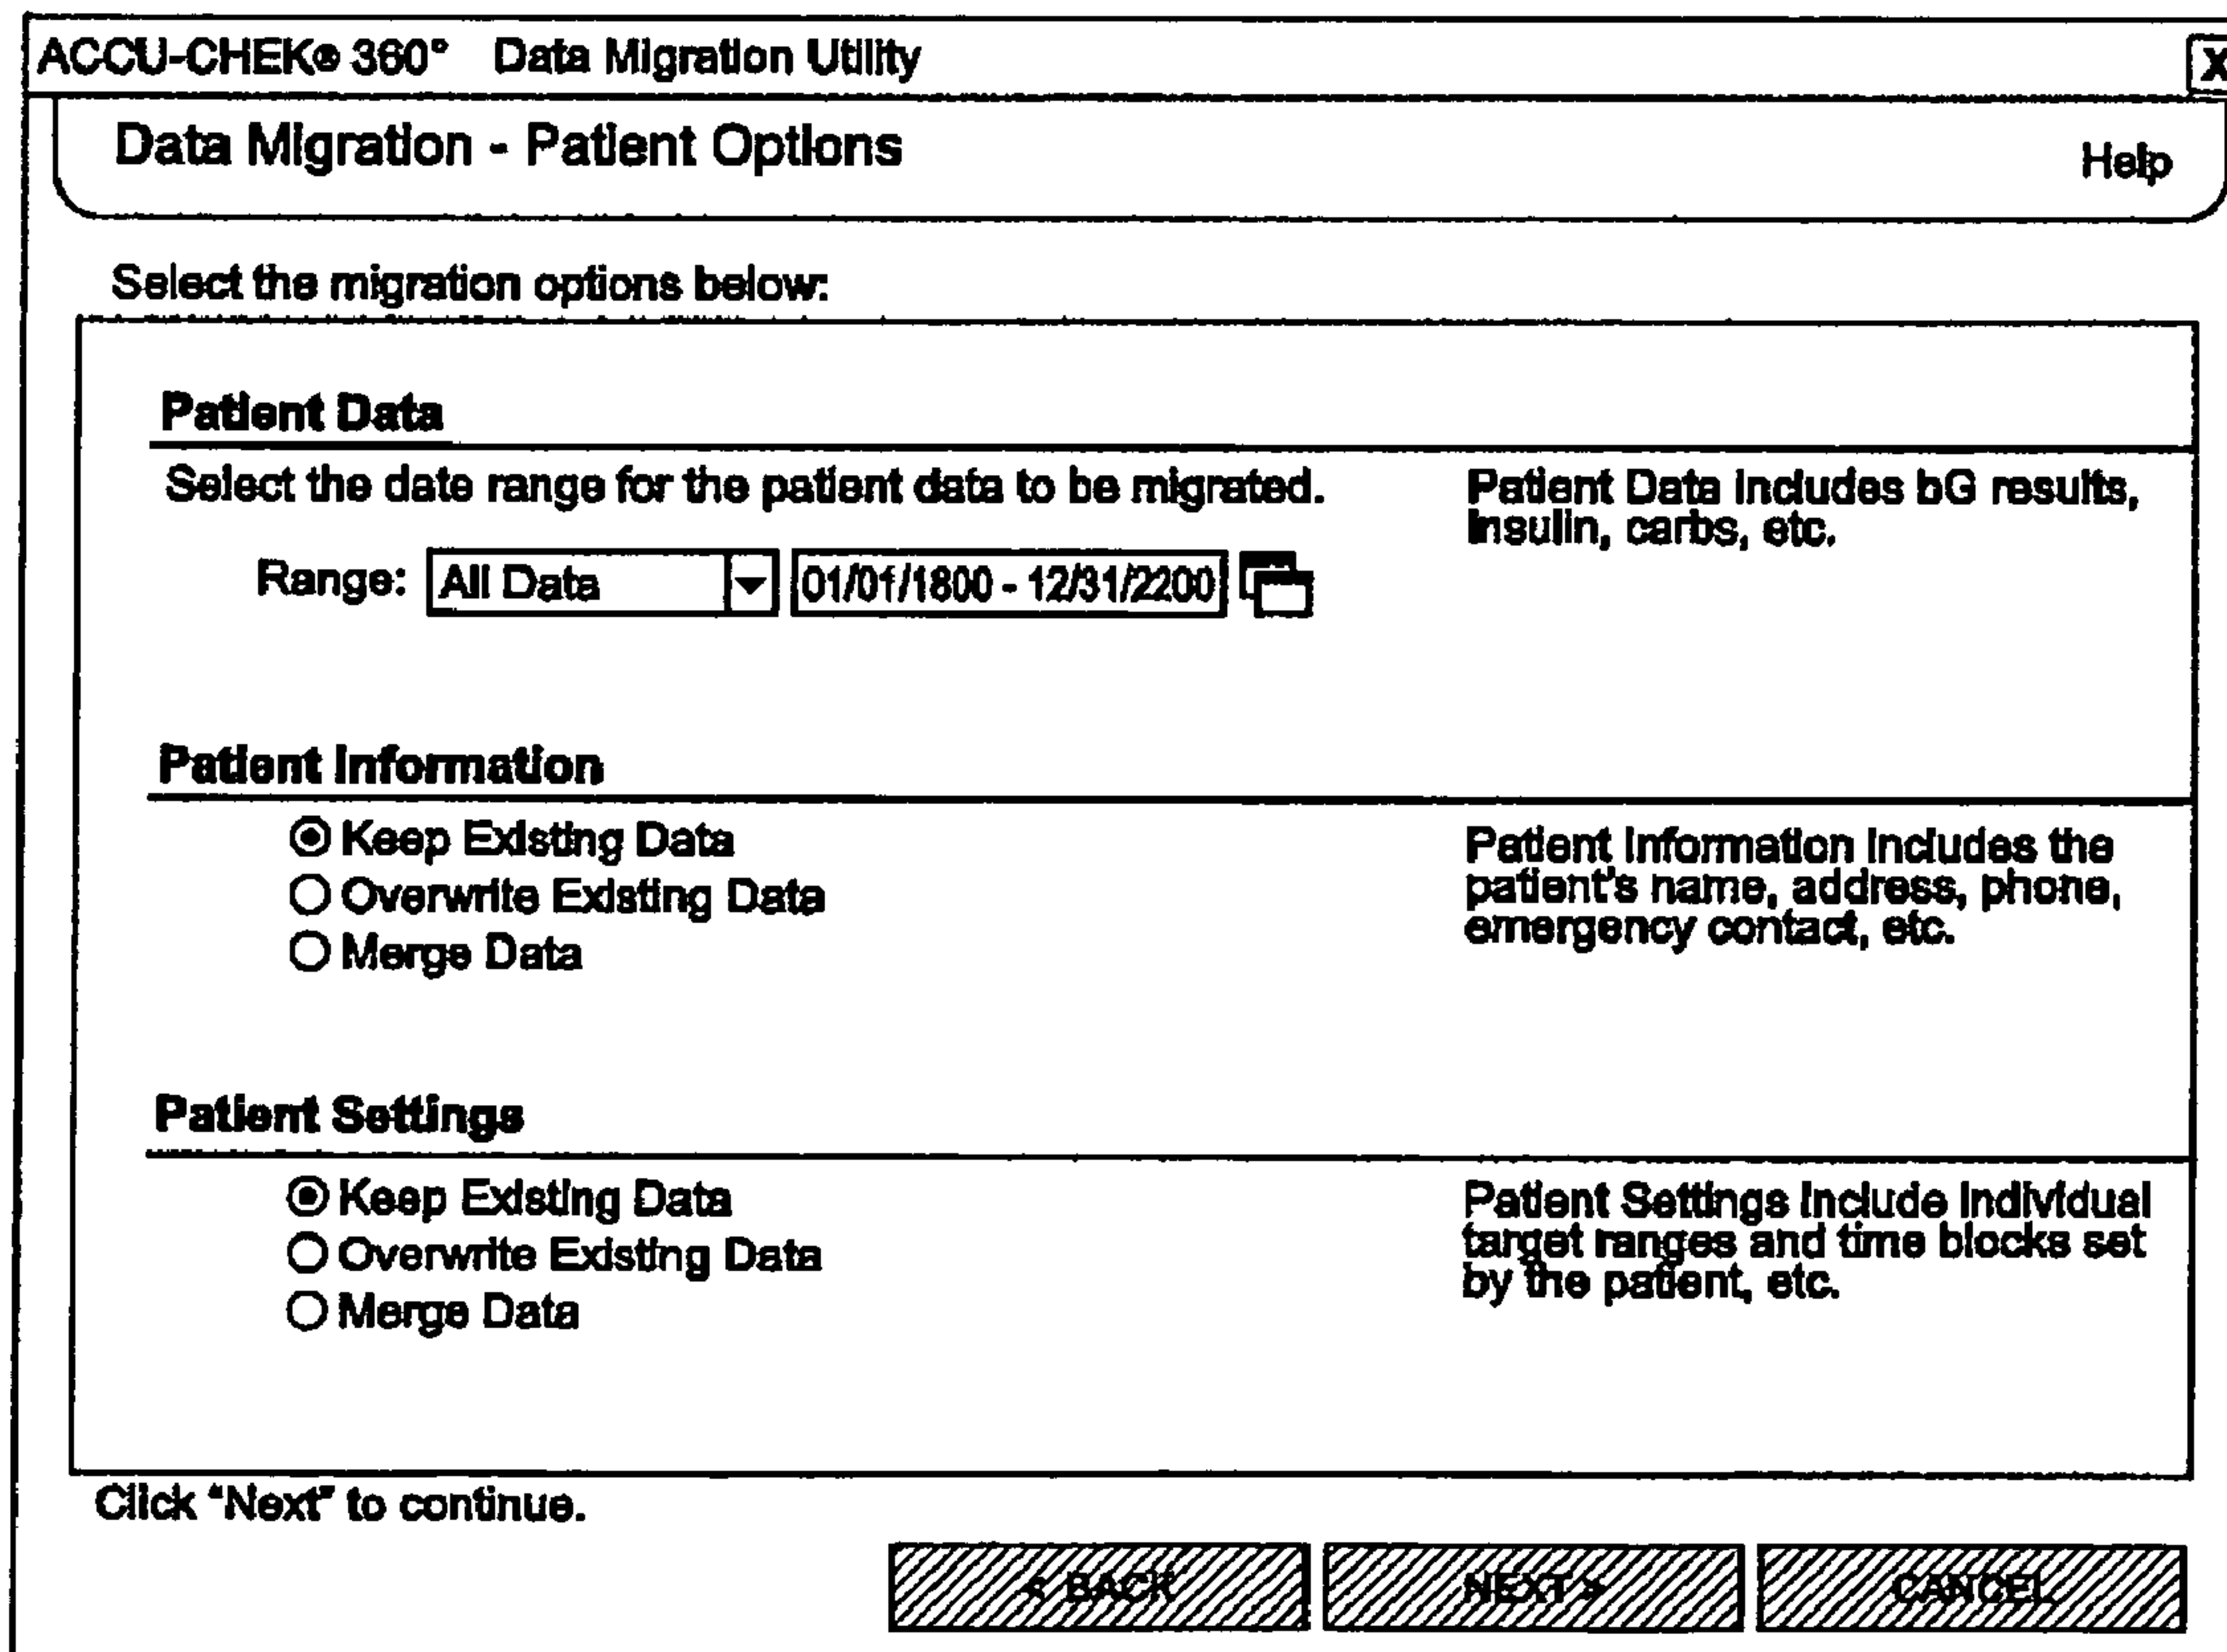 ACCU-CHEK® 360° Data Migration Utility
X
Data Migration - Patient Options
Help
Select the migration options below:
Patient Data
Select the date range for the patient data to be migrated.
Patient Data includes bG results,
insulin, carbs, etc.
Range: All Data 01/01/1800 - 12/31/2200
Patient Information
Keep Existing Data
Overwrite Existing Data
Merge Data
Patient Information includes the
patient's name, address, phone,
emergency contact, etc.
Patient Settings
Keep Existing Data
Overwrite Existing Data
Merge Data
Patient Settings include individual
target ranges and time blocks set
by the patient, etc.
Click "Next" to continue.
< BACK
NEXT >
CANCEL